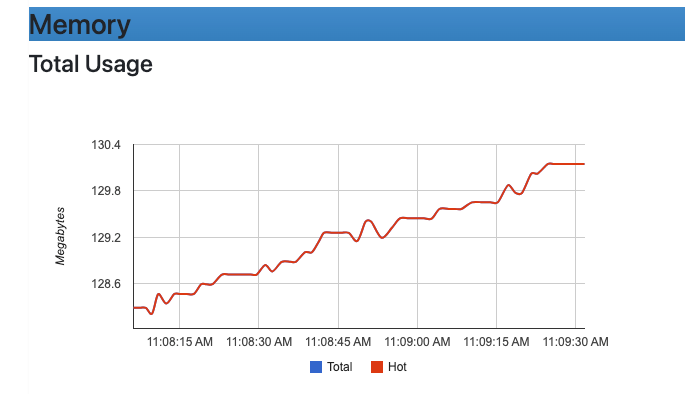 Memory
Total Usage
130.4
129.8
129.2
128.6
Megabytes
11:08:15 AM 11:08:30 AM 11:08:45 AM 11:09:00 AM 11:09:15 AM 11:09:30 AM
Total Hot